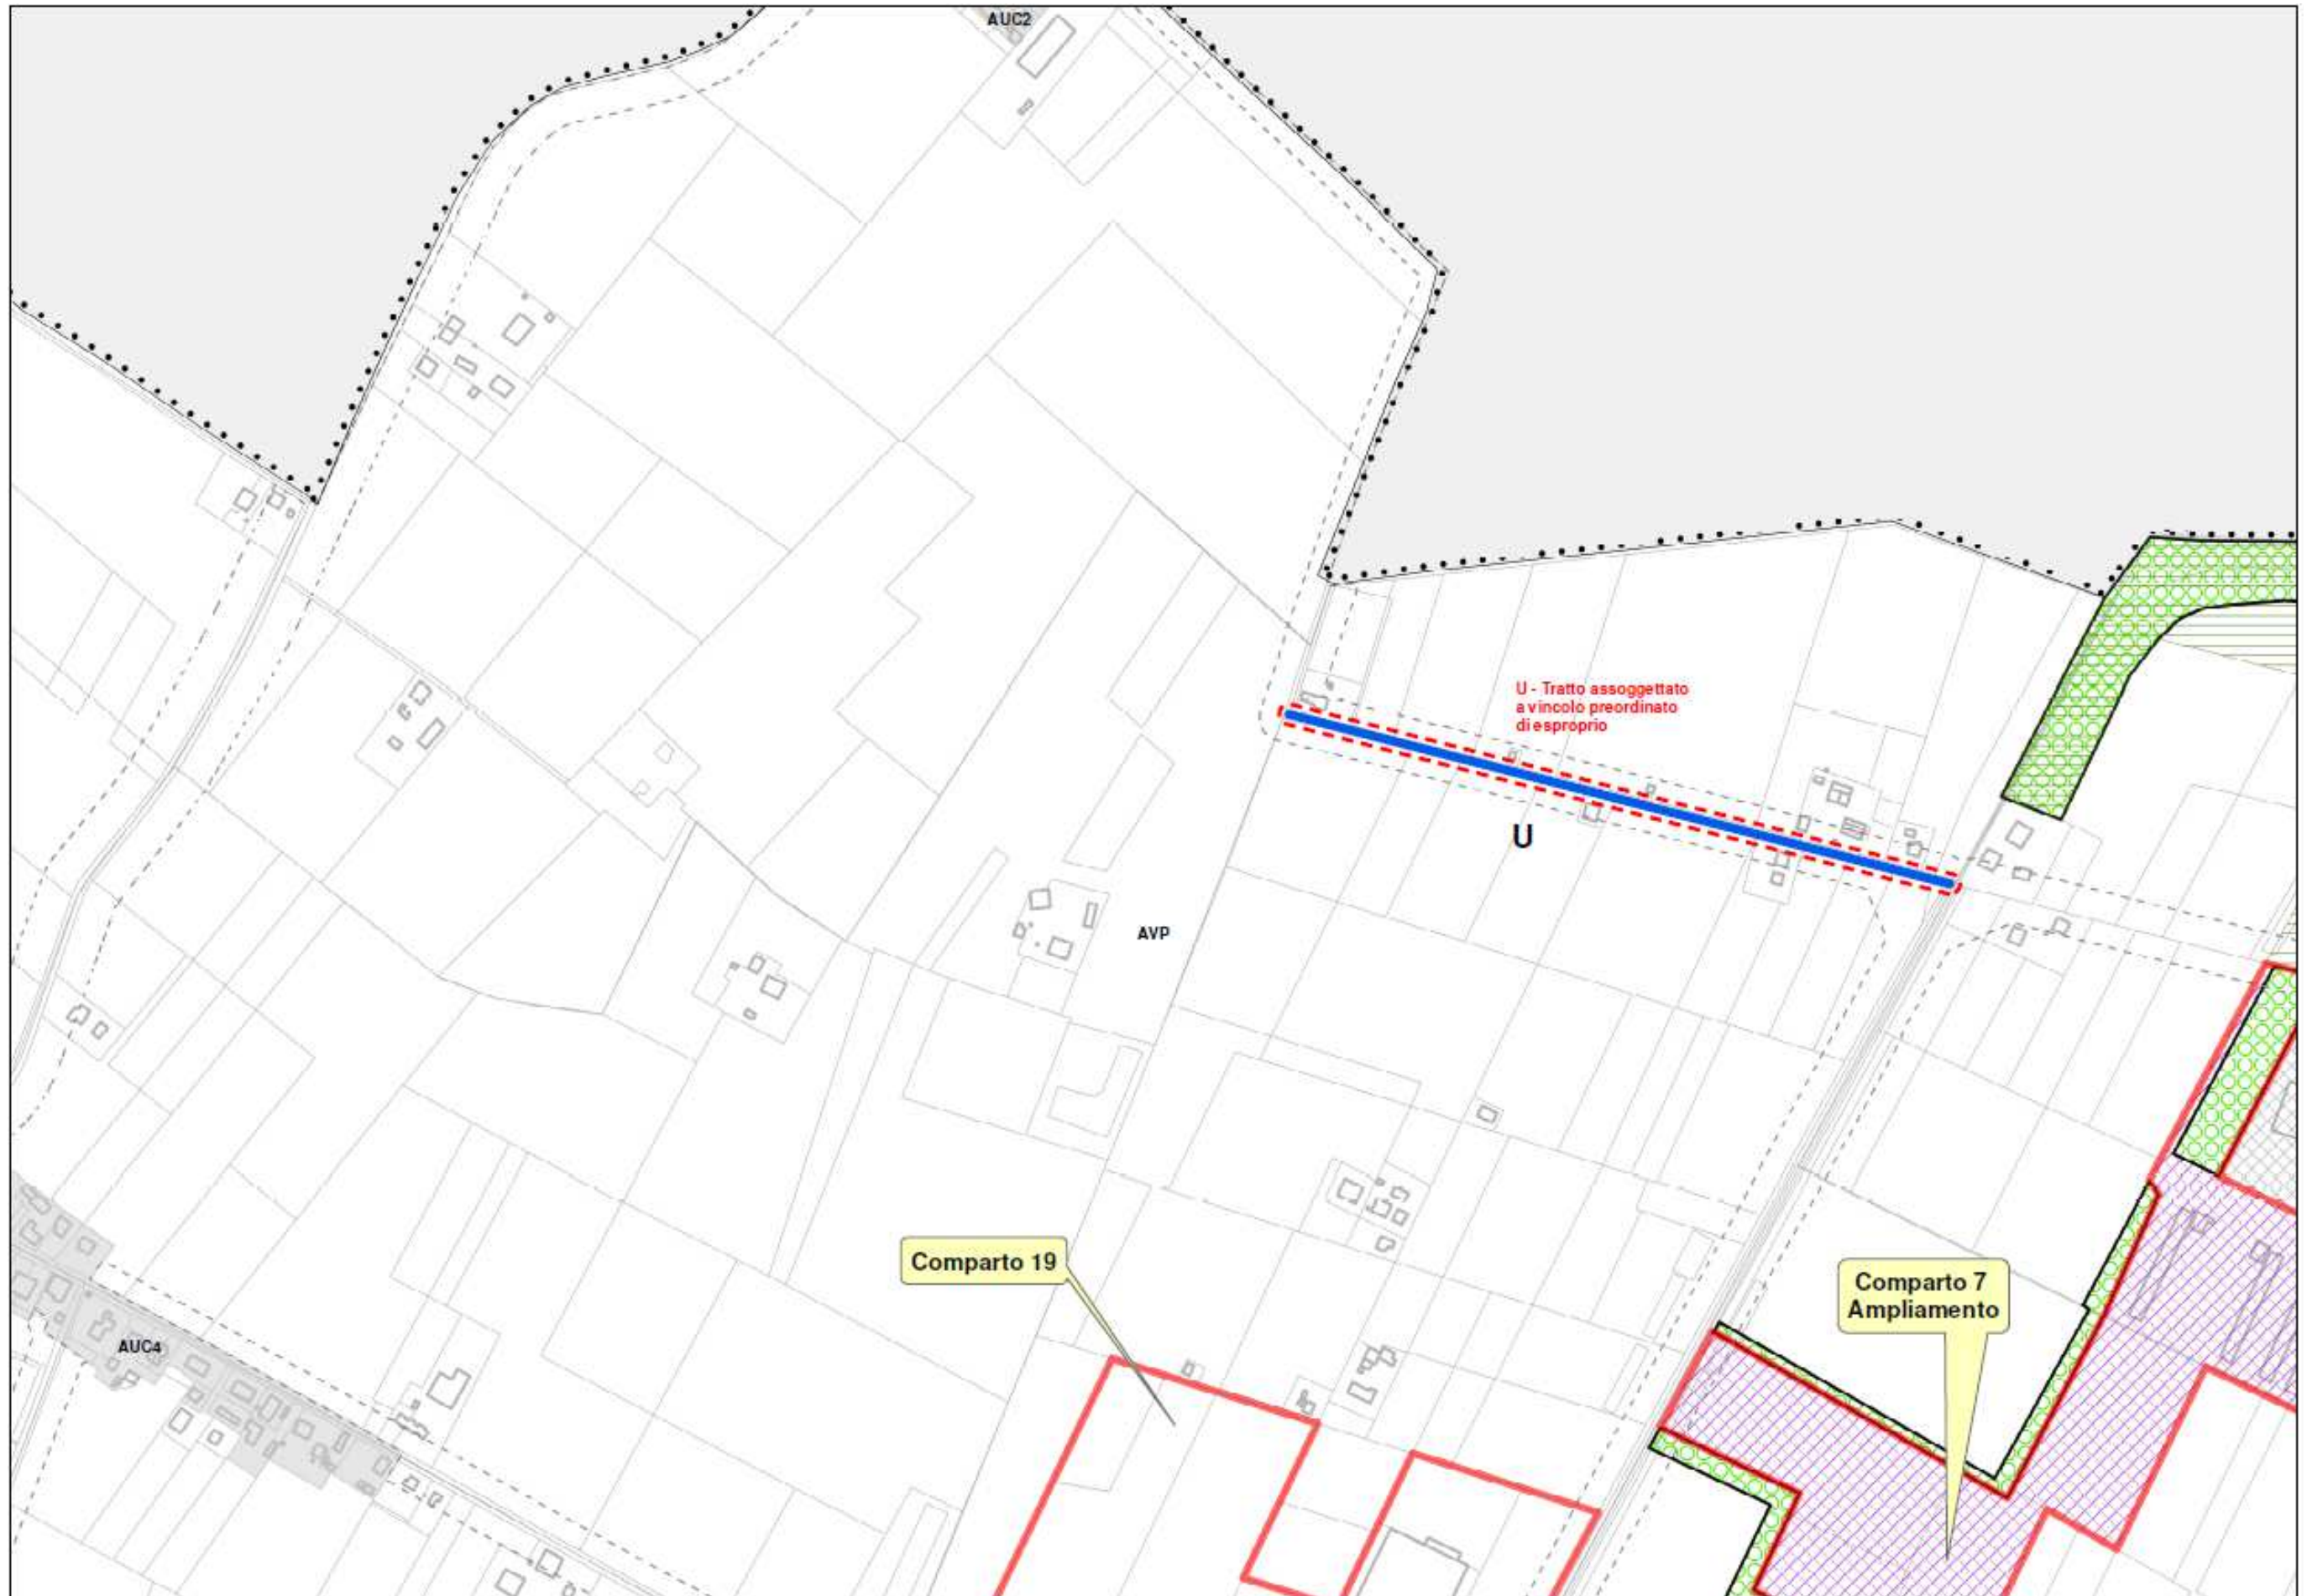 AUC2
U - Tratto assoggettato
a vincolo preordinato
di esproprio
U
AVP
Comparto 19
Comparto 7
Ampliamento
AUC4